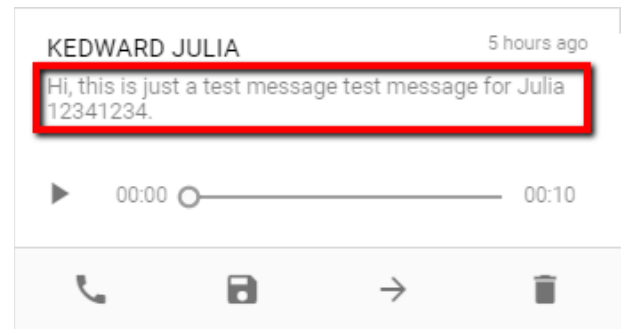 KEDWARD JULIA 5 hours ago
Hi, this is just a test message test message for Julia
12341234.
00:00 00:10